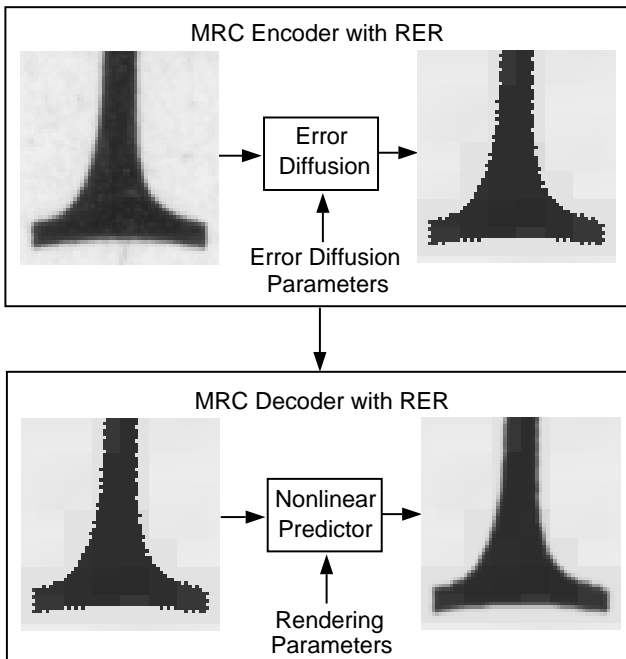 MRC Encoder with RER
Error
Diffusion
Error Diffusion
Parameters
MRC Decoder with RER
Nonlinear
Predictor
Rendering
Parameters